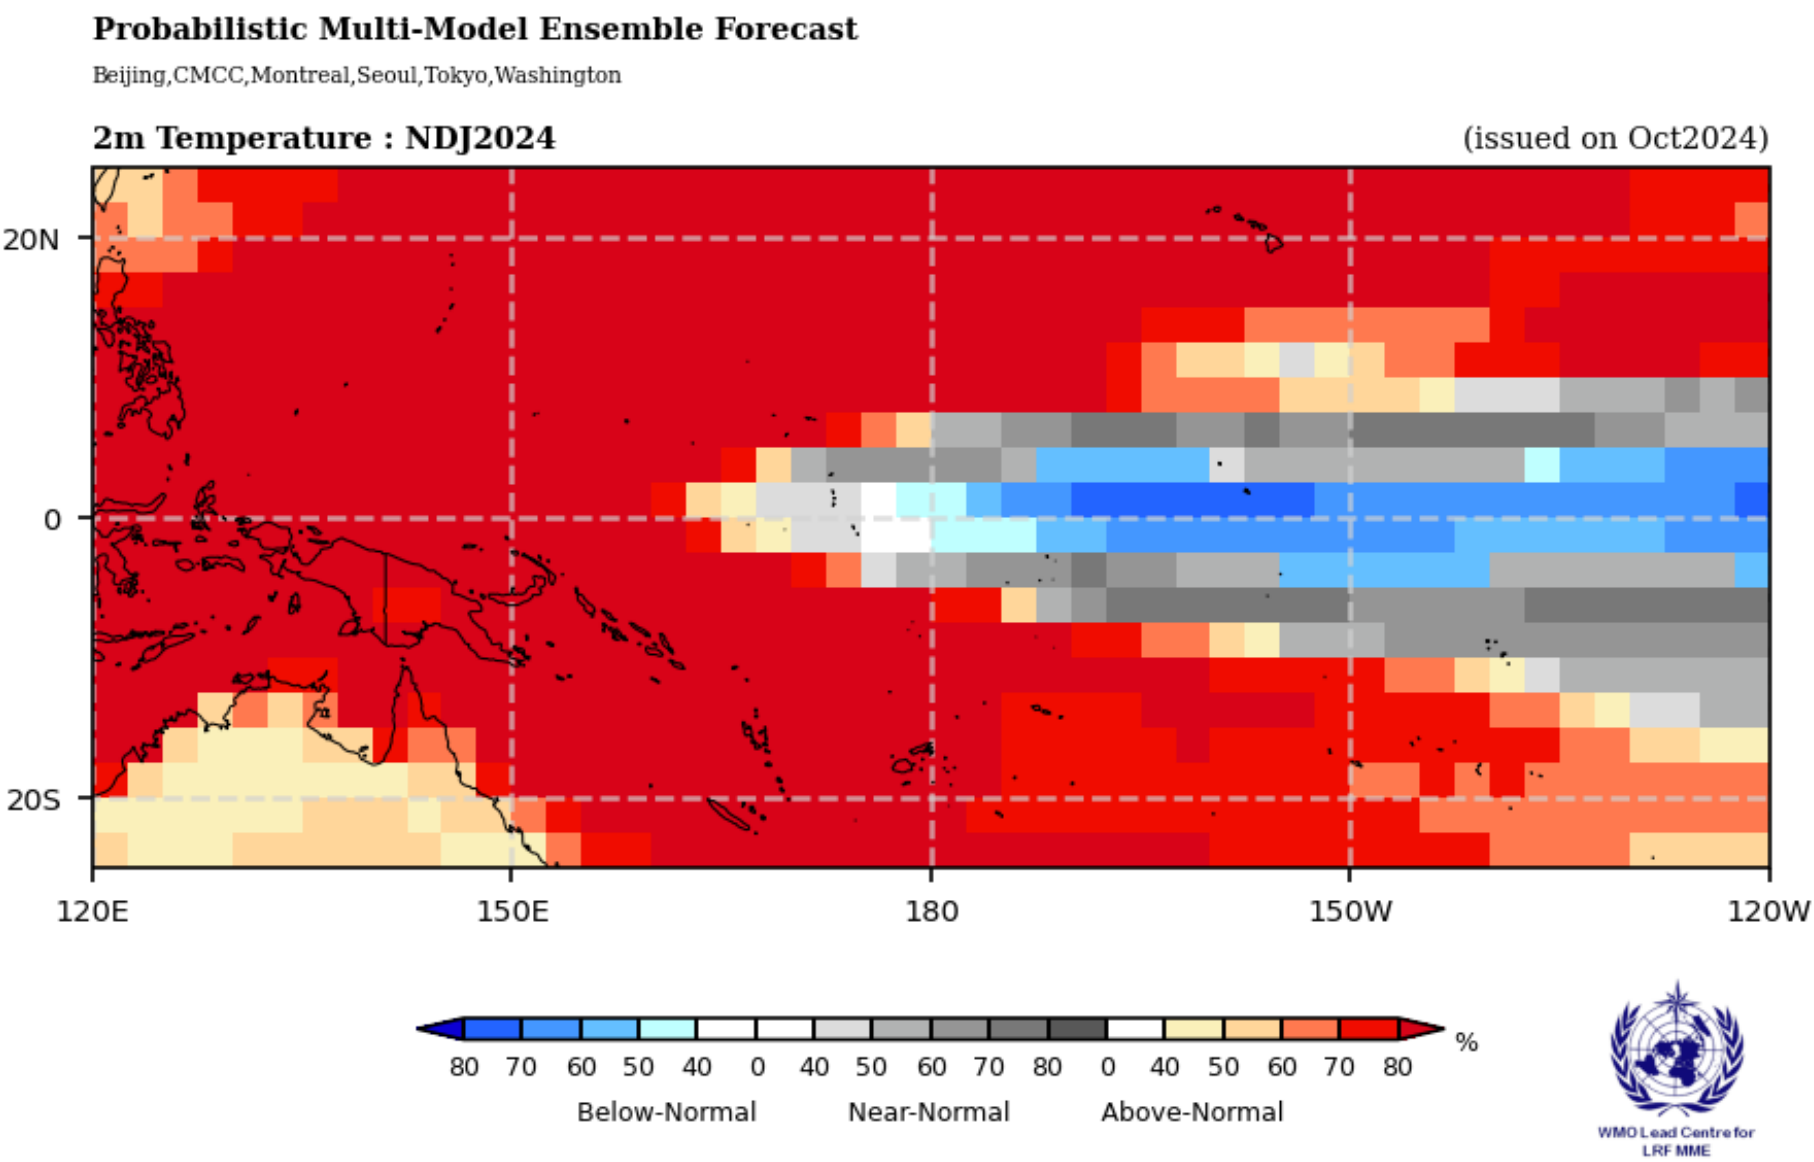 Probabilistic Multi-Model Ensemble Forecast
Beijing,CMCC,Montreal,Seoul,Tokyo,Washington
2m Temperature : NDJ2024 (issued on Oct2024)
20N
0
20S
120E 150E 180 150W 120W
%
80 70 60 50 40 0 40 50 60 70 80 0 40 50 60 70 80
Below-Normal Near-Normal Above-Normal
WMO Lead Centre for
LRF MME